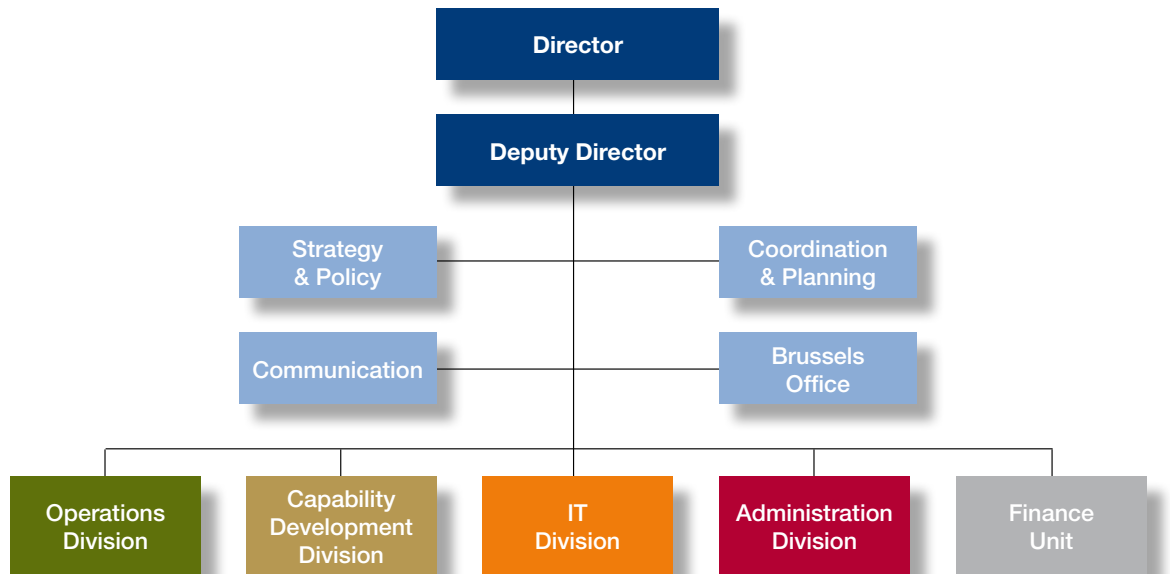 Director
Deputy Director
Strategy
& Policy
Coordination
& Planning
Communication
Brussels
Office
Operations
Division
Capability
Development
Division
IT
Division
Administration
Division
Finance
Unit